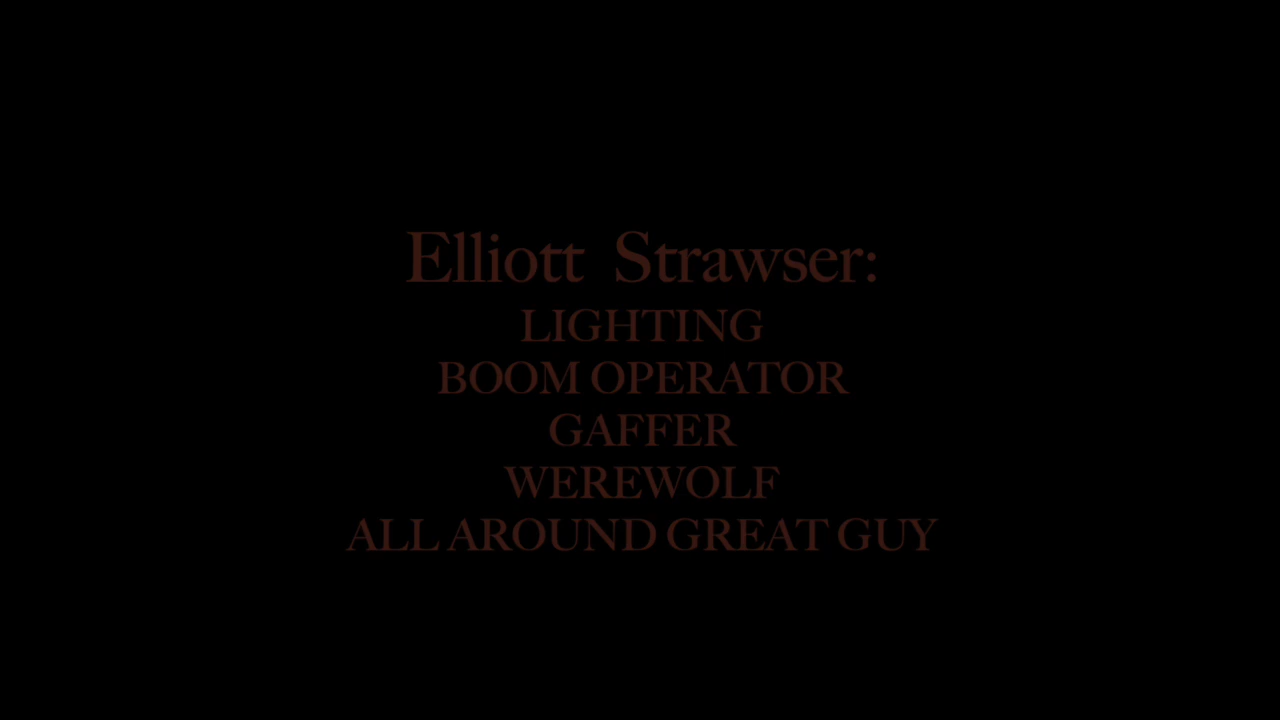 Elliott Strawser:
LIGHTING
BOOM OPERATOR
GAFFER
WEREWOLF
ALL AROUND GREAT GUY